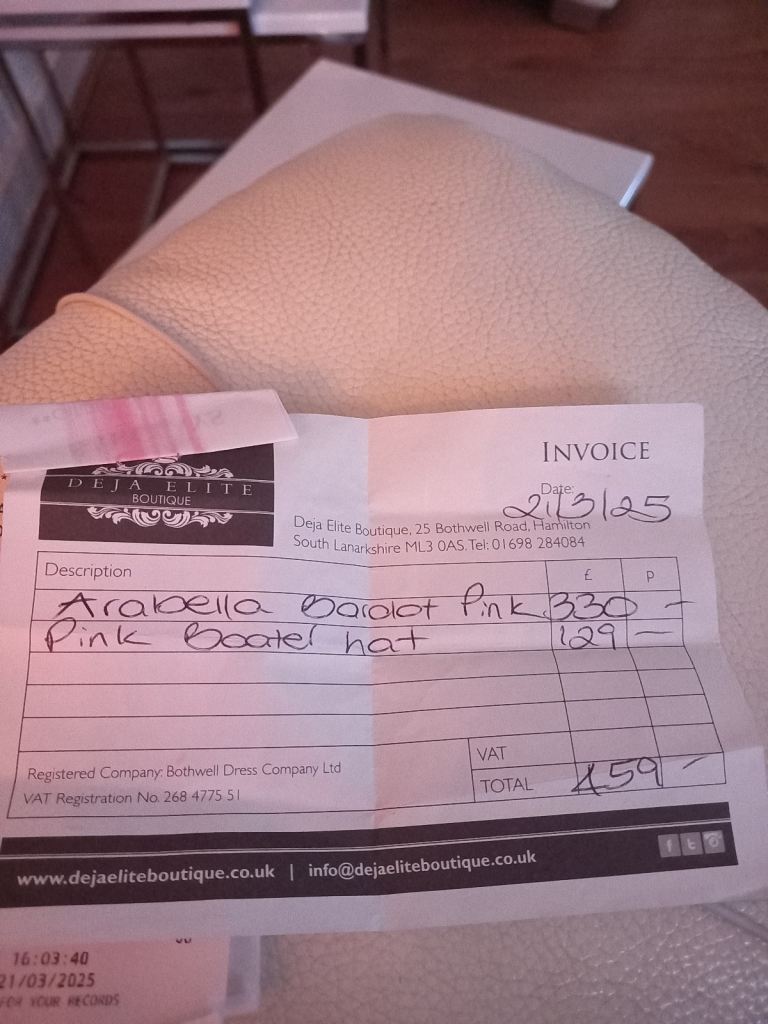 INVOICE
DEJA ELITE
BOUTIQUE
Date:
21/3/25
Deja Elite Boutique, 25 Bothwell Road, Hamilton
South Lanarkshire ML3 0AS. Tel: 01698 284084
Description £ P
Arabella Bardot Pink 330 -
Pink Boater hat 129 -
VAT
Registered Company: Bothwell Dress Company Ltd
TOTAL 459 -
VAT Registration No. 268 4775 51
www.dejaeliteboutique.co.uk | info@dejaeliteboutique.co.uk
16:03:40
21/03/2025
FOR YOUR RECORDS